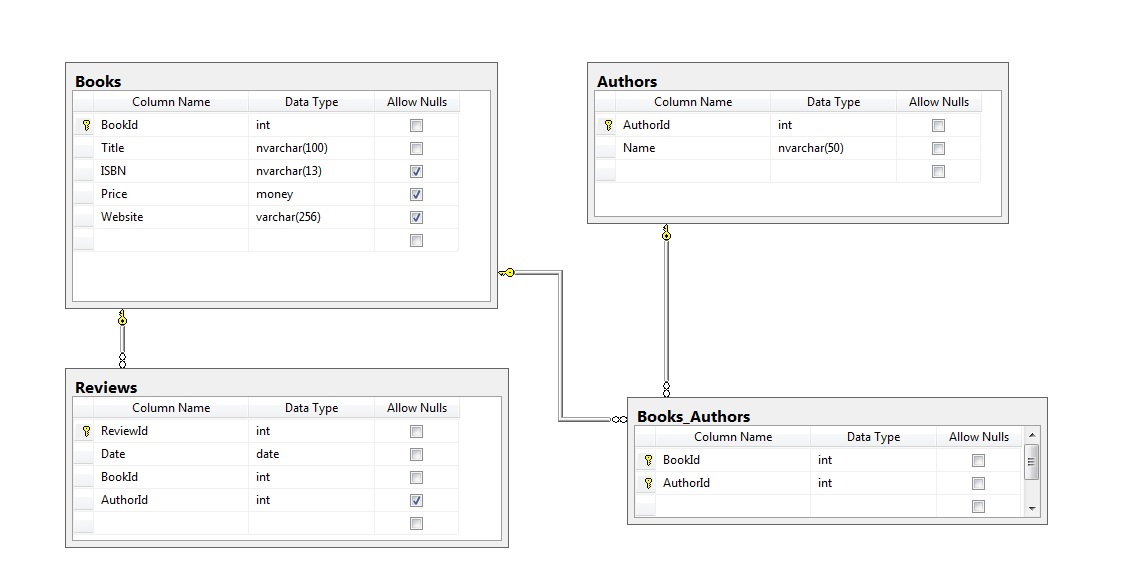 Books
Column Name Data Type Allow Nulls
BookId int
Title nvarchar(100)
ISBN nvarchar(13)
Price money
Website varchar(256)
Authors
Column Name Data Type Allow Nulls
AuthorId int
Name nvarchar(50)
Reviews
Column Name Data Type Allow Nulls
ReviewId int
Date date
BookId int
AuthorId int
Books_Authors
Column Name Data Type Allow Nulls
BookId int
AuthorId int